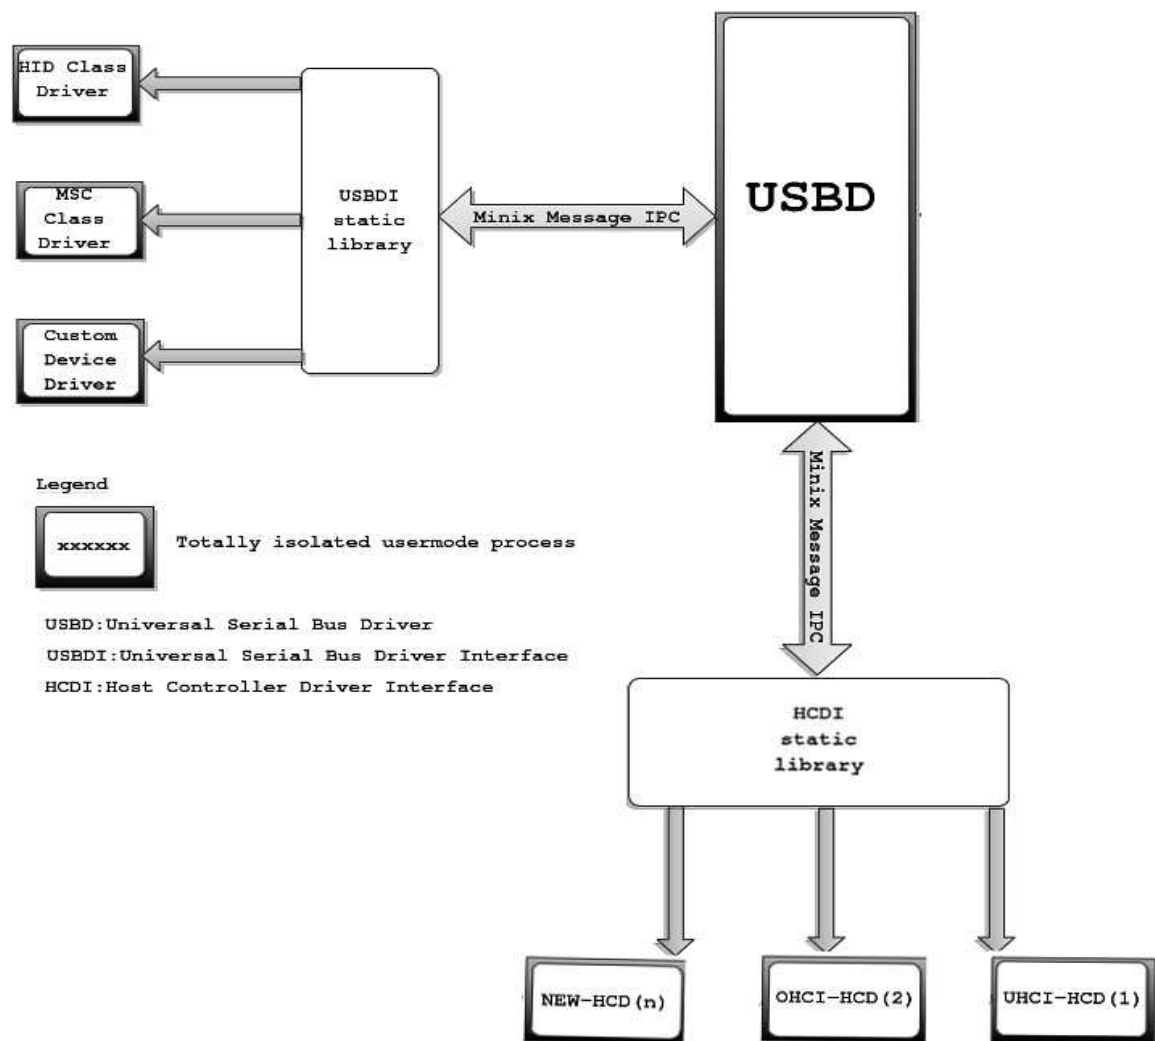 HID Class
Driver
MSC
Class
Driver
Custom
Device
Driver
USBDI
static
library
Minix Message IPC
USBD
Minix Message IPC
Legend
xxxxxx
Totally isolated usermode process
USBD:Universal Serial Bus Driver
USBDI:Universal Serial Bus Driver Interface
HCDI:Host Controller Driver Interface
HCDI
static
library
NEW-HCD(n)
OHCI-HCD(2)
UHCI-HCD(1)